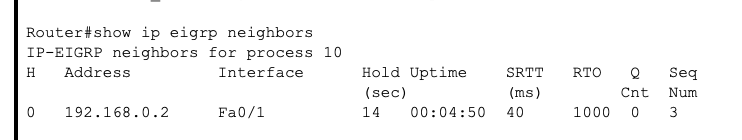 Router#show ip eigrp neighbors
IP-EIGRP neighbors for process 10
H   Address         Interface       Hold Uptime   SRTT   RTO   Q   Seq
                                    (sec)         (ms)        Cnt  Num
0   192.168.0.2     Fa0/1           14   00:04:50 40     1000  0   3